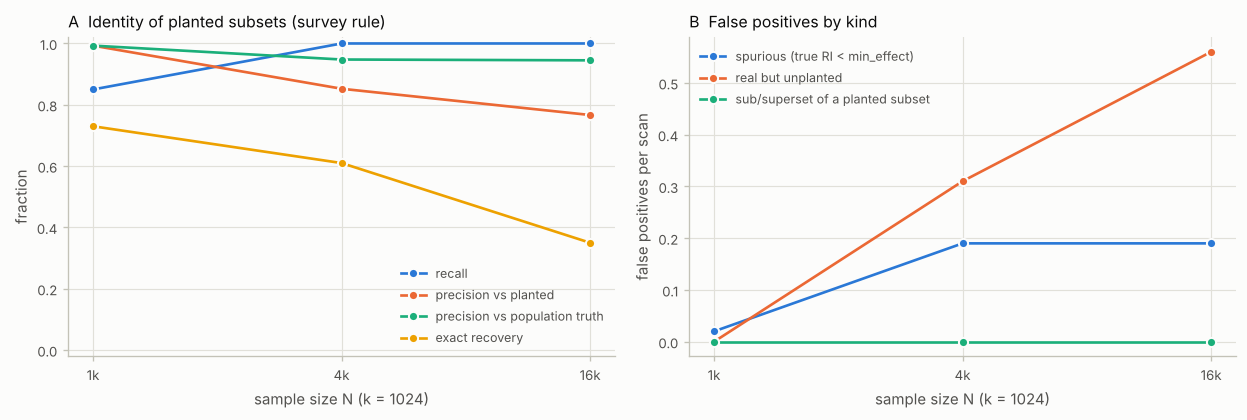 A Identity of planted subsets (survey rule)
1.0
0.8
0.6
0.4
0.2
0.0
fraction
recall
precision vs planted
precision vs population truth
exact recovery
1k
4k
16k
sample size N (k = 1024)
B False positives by kind
spurious (true RI < min_effect)
real but unplanted
sub/superset of a planted subset
0.5
0.4
0.3
0.2
0.1
0.0
false positives per scan
1k
4k
16k
sample size N (k = 1024)